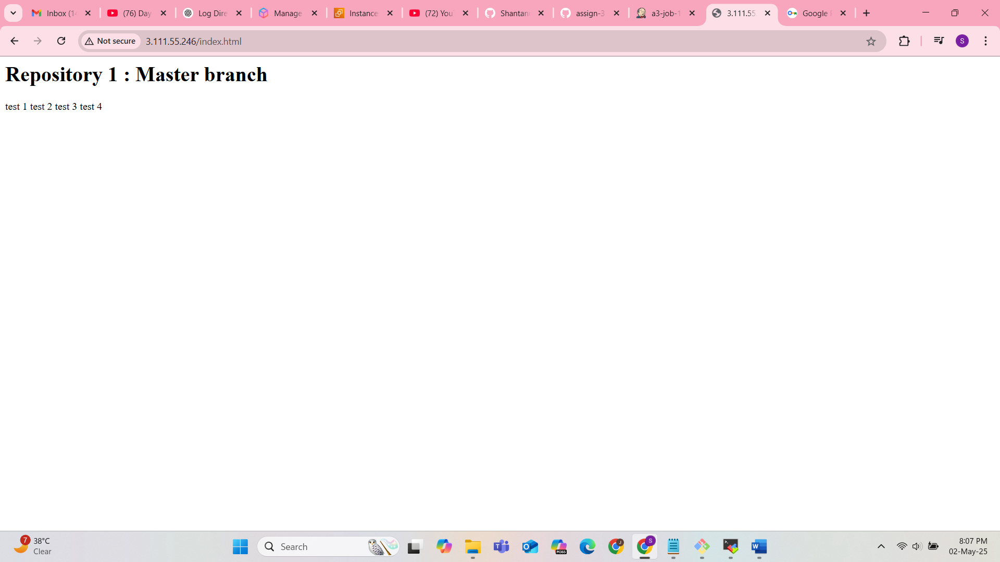 Inbox (14
(76) Day
Log Dire
Manage
Instance
(72) You
Shantan
assign-3
a3-job-1
3.111.55
Google
Not secure
3.111.55.246/index.html
S
Repository 1 : Master branch
test 1 test 2 test 3 test 4
7
38°C
Clear
Search
M365
J
S
8:07 PM
02-May-25